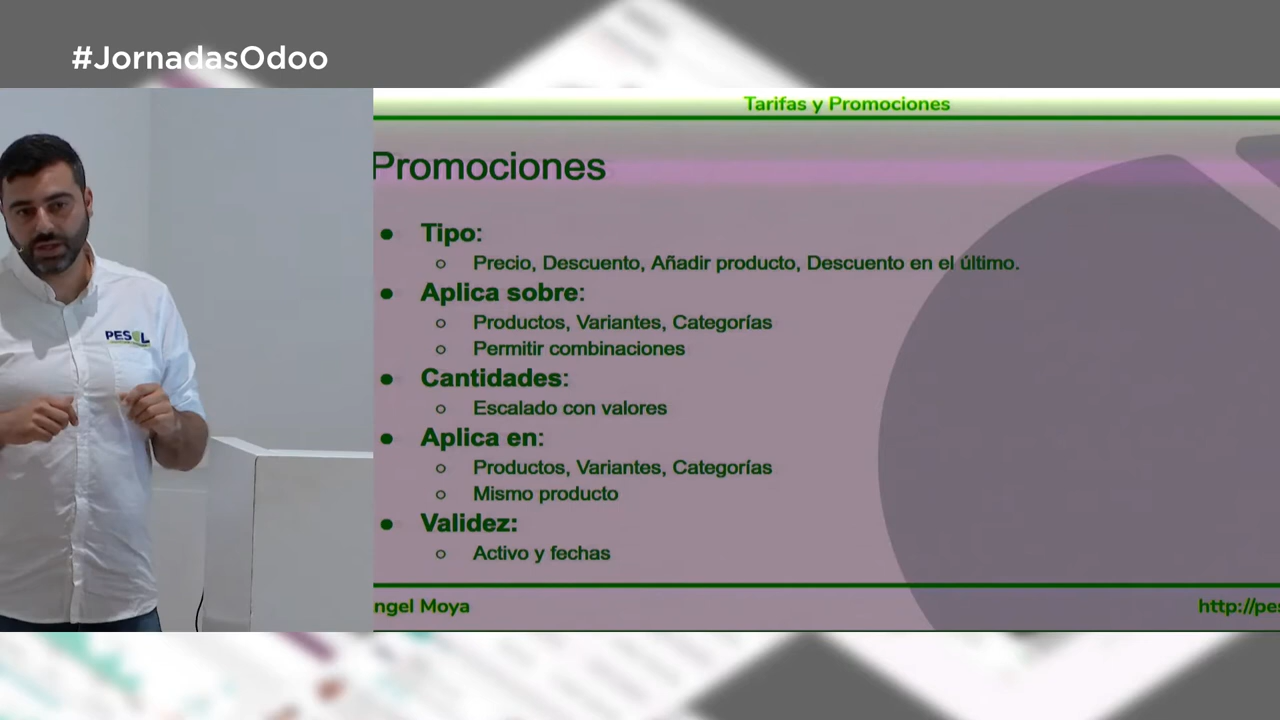 #JornadasOdoo
Tarifas y Promociones
Promociones
● Tipo:
○ Precio, Descuento, Añadir producto, Descuento en el último.
● Aplica sobre:
○ Productos, Variantes, Categorías
○ Permitir combinaciones
● Cantidades:
○ Escalado con valores
● Aplica en:
○ Productos, Variantes, Categorías
○ Mismo producto
● Validez:
○ Activo y fechas
ngel Moya
http://pes
PESOL